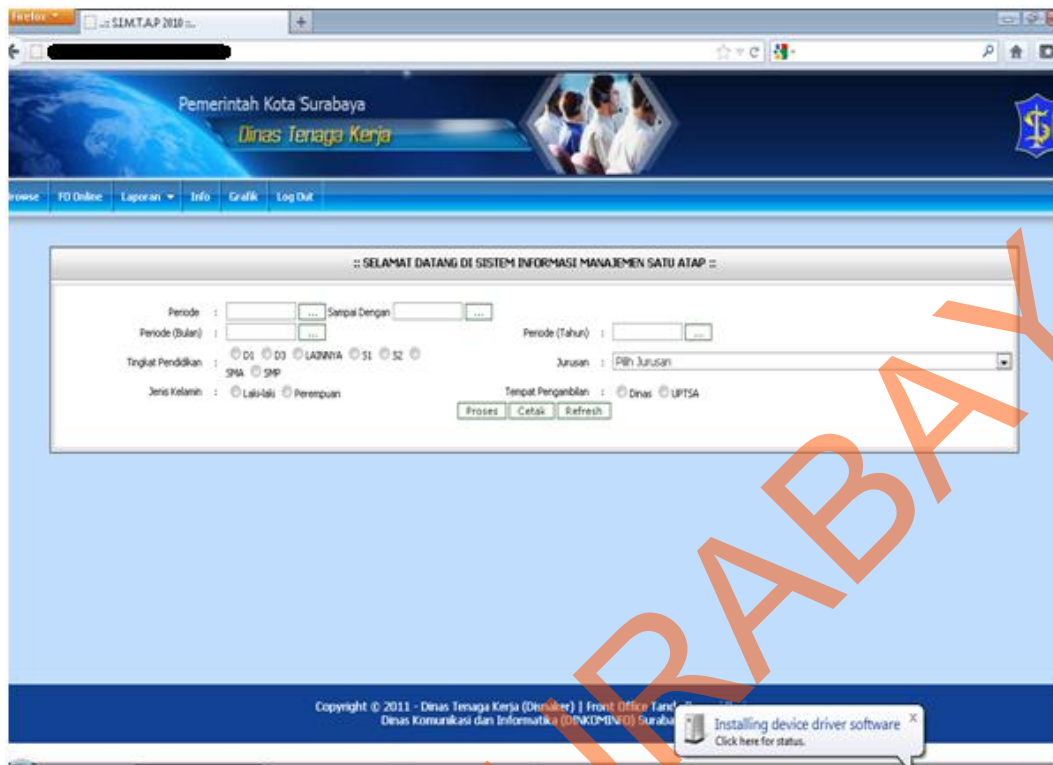 Firefox
..:: S.I.M.T.A.P 2010 ::..
Pemerintah Kota Surabaya
Dinas Tenaga Kerja
rowse FO Online Laporan Info Grafik Log Out
:: SELAMAT DATANG DI SISTEM INFORMASI MANAJEMEN SATU ATAP ::
Periode : ... Sampai Dengan ...
Periode (Bulan) : ... Periode (Tahun) : ...
Tingkat Pendidikan : D1 D3 LAINNYA S1 S2 Jurusan : Pilih Jurusan
SMA SMP
Jenis Kelamin : Laki-laki Perempuan Tempat Pengambilan : Dinas UPTSA
Proses Cetak Refresh
Copyright © 2011 - Dinas Tenaga Kerja (Disnaker) | Front Office
Dinas Komunikasi dan Informatika (DINKOMINFO) Suraba
Installing device driver software
Click here for status.
URABAY